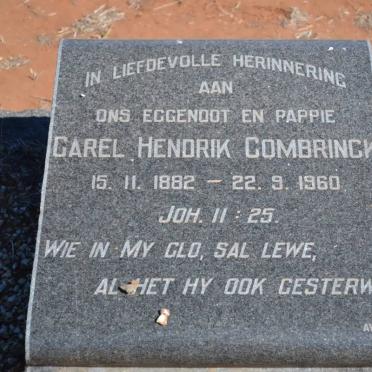 IN LIEFDEVOLLE HERINNERING
AAN
ONS EGGENOOT EN PAPPIE
CAREL HENDRIK COMBRINCK
15. 11. 1882 – 22. 9. 1960
JOH. 11 : 25.
WIE IN MY GLO, SAL LEWE,
AL HET HY OOK GESTERW